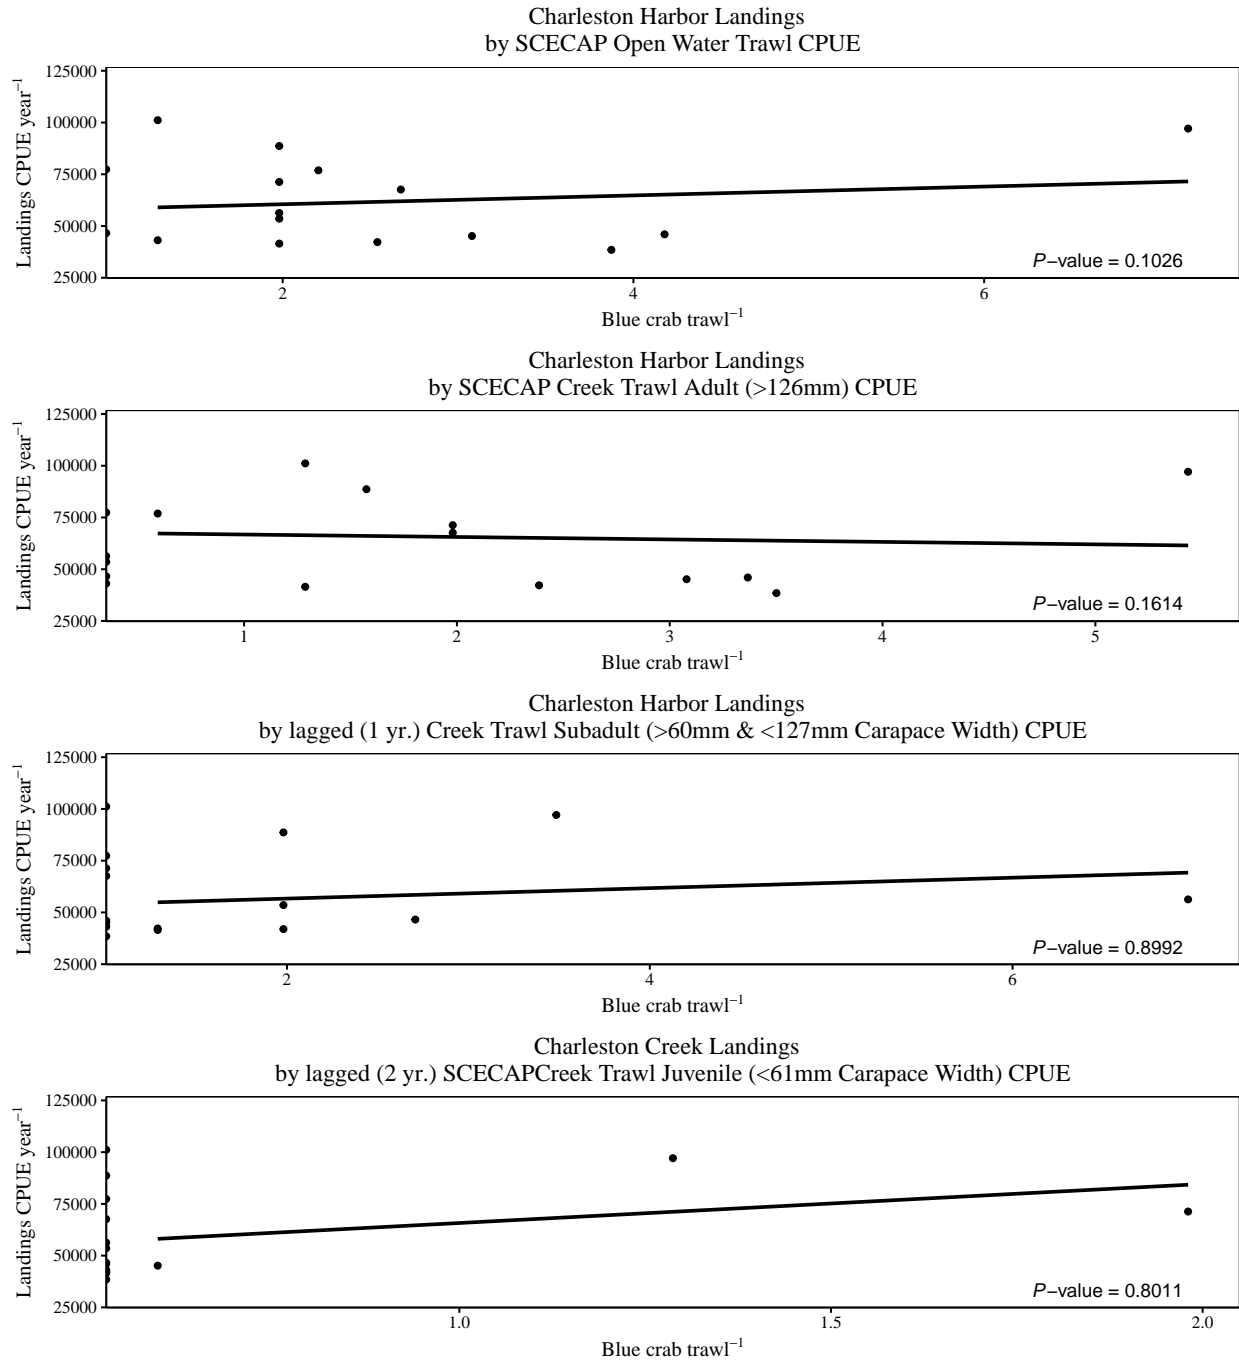 Charleston Harbor Landings
by SCECAP Open Water Trawl CPUE
125000
100000
75000
50000
25000
Landings CPUE year⁻¹
2 4 6
Blue crab trawl⁻¹
P−value = 0.1026
Charleston Harbor Landings
by SCECAP Creek Trawl Adult (>126mm) CPUE
125000
100000
75000
50000
25000
Landings CPUE year⁻¹
1 2 3 4 5
Blue crab trawl⁻¹
P−value = 0.1614
Charleston Harbor Landings
by lagged (1 yr.) Creek Trawl Subadult (>60mm & <127mm Carapace Width) CPUE
125000
100000
75000
50000
25000
Landings CPUE year⁻¹
2 4 6
Blue crab trawl⁻¹
P−value = 0.8992
Charleston Creek Landings
by lagged (2 yr.) SCECAPCreek Trawl Juvenile (<61mm Carapace Width) CPUE
125000
100000
75000
50000
25000
Landings CPUE year⁻¹
1.0 1.5 2.0
Blue crab trawl⁻¹
P−value = 0.8011